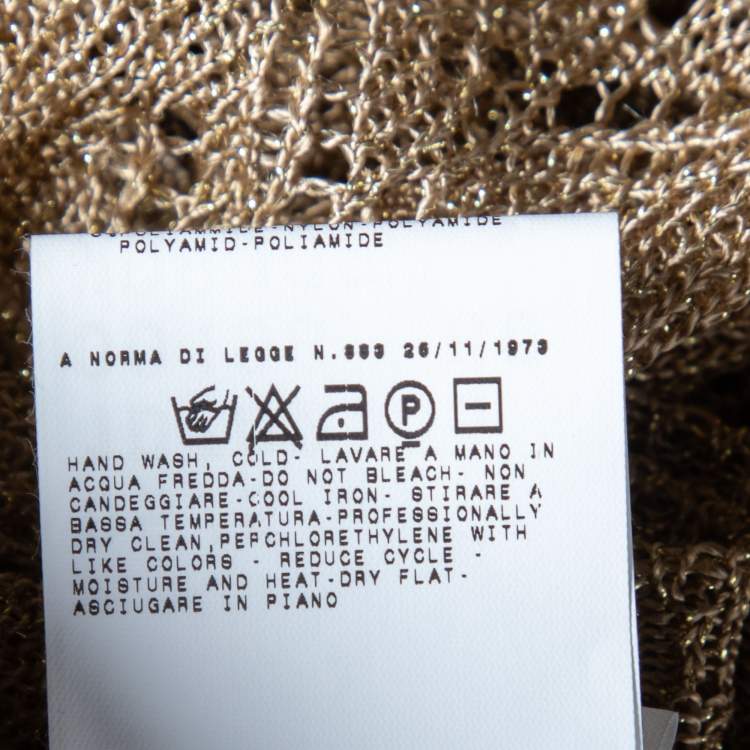 NYLON-POLYAMIDE
POLYAMID-POLIAMIDE
A NORMA DI LEGGE N.883 26/11/1973
P
HAND WASH, COLD- LAVARE A MANO IN
ACQUA FREDDA-DO NOT BLEACH- NON
CANDEGGIARE-COOL IRON- STIRARE A
BASSA TEMPERATURA-PROFESSIONALLY
DRY CLEAN,PERCHLORETHYLENE WITH
LIKE COLORS - REDUCE CYCLE -
MOISTURE AND HEAT-DRY FLAT-
ASCIUGARE IN PIANO